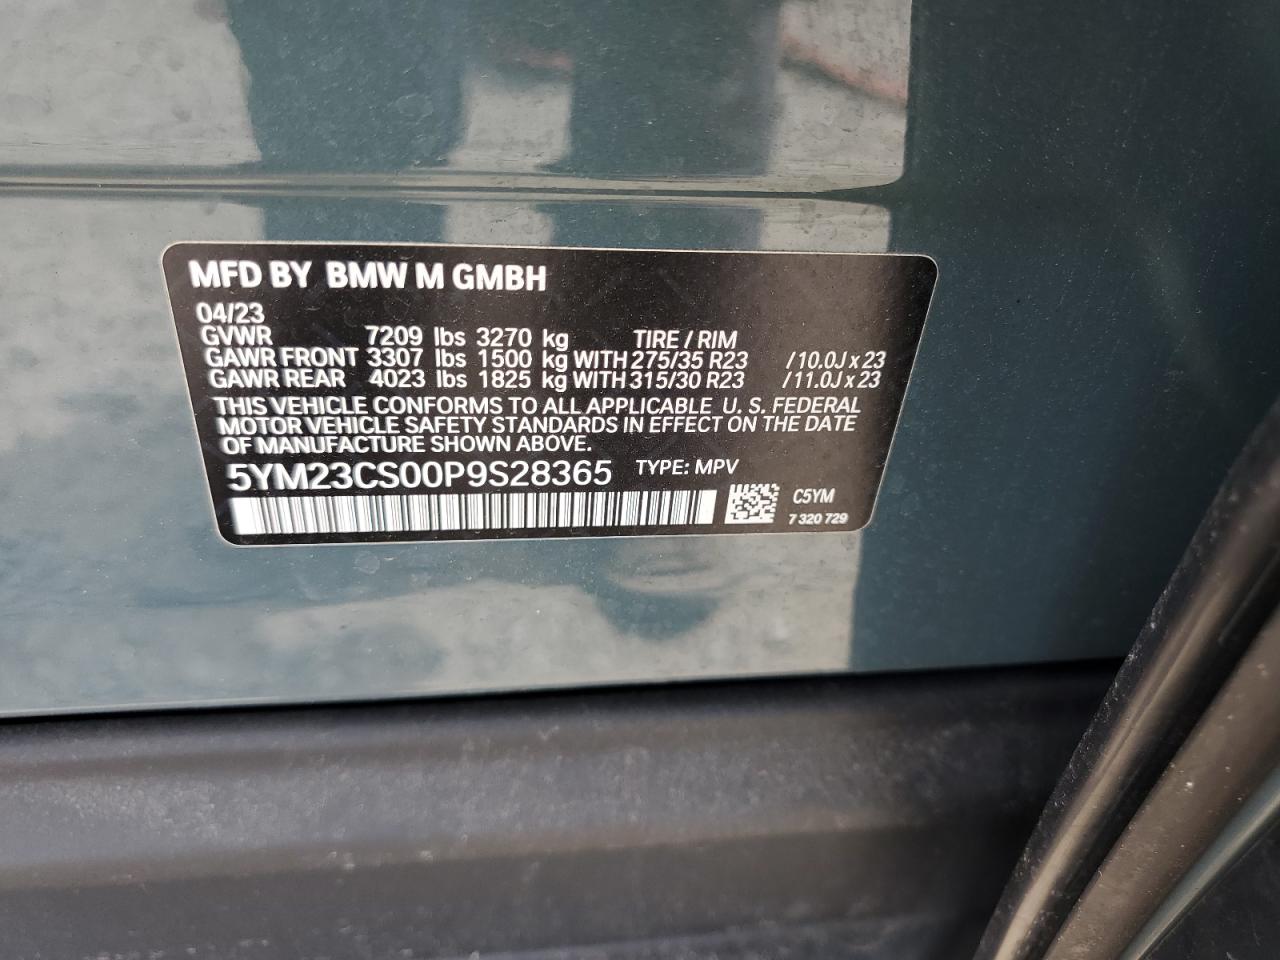 MFD BY BMW M GMBH
04/23
GVWR 7209 lbs 3270 kg TIRE / RIM
GAWR FRONT 3307 lbs 1500 kg WITH 275/35 R23 /10.0J x 23
GAWR REAR 4023 lbs 1825 kg WITH 315/30 R23 /11.0J x 23
THIS VEHICLE CONFORMS TO ALL APPLICABLE U. S. FEDERAL
MOTOR VEHICLE SAFETY STANDARDS IN EFFECT ON THE DATE
OF MANUFACTURE SHOWN ABOVE.
5YM23CS00P9S28365 TYPE: MPV
C5YM
7 320 729